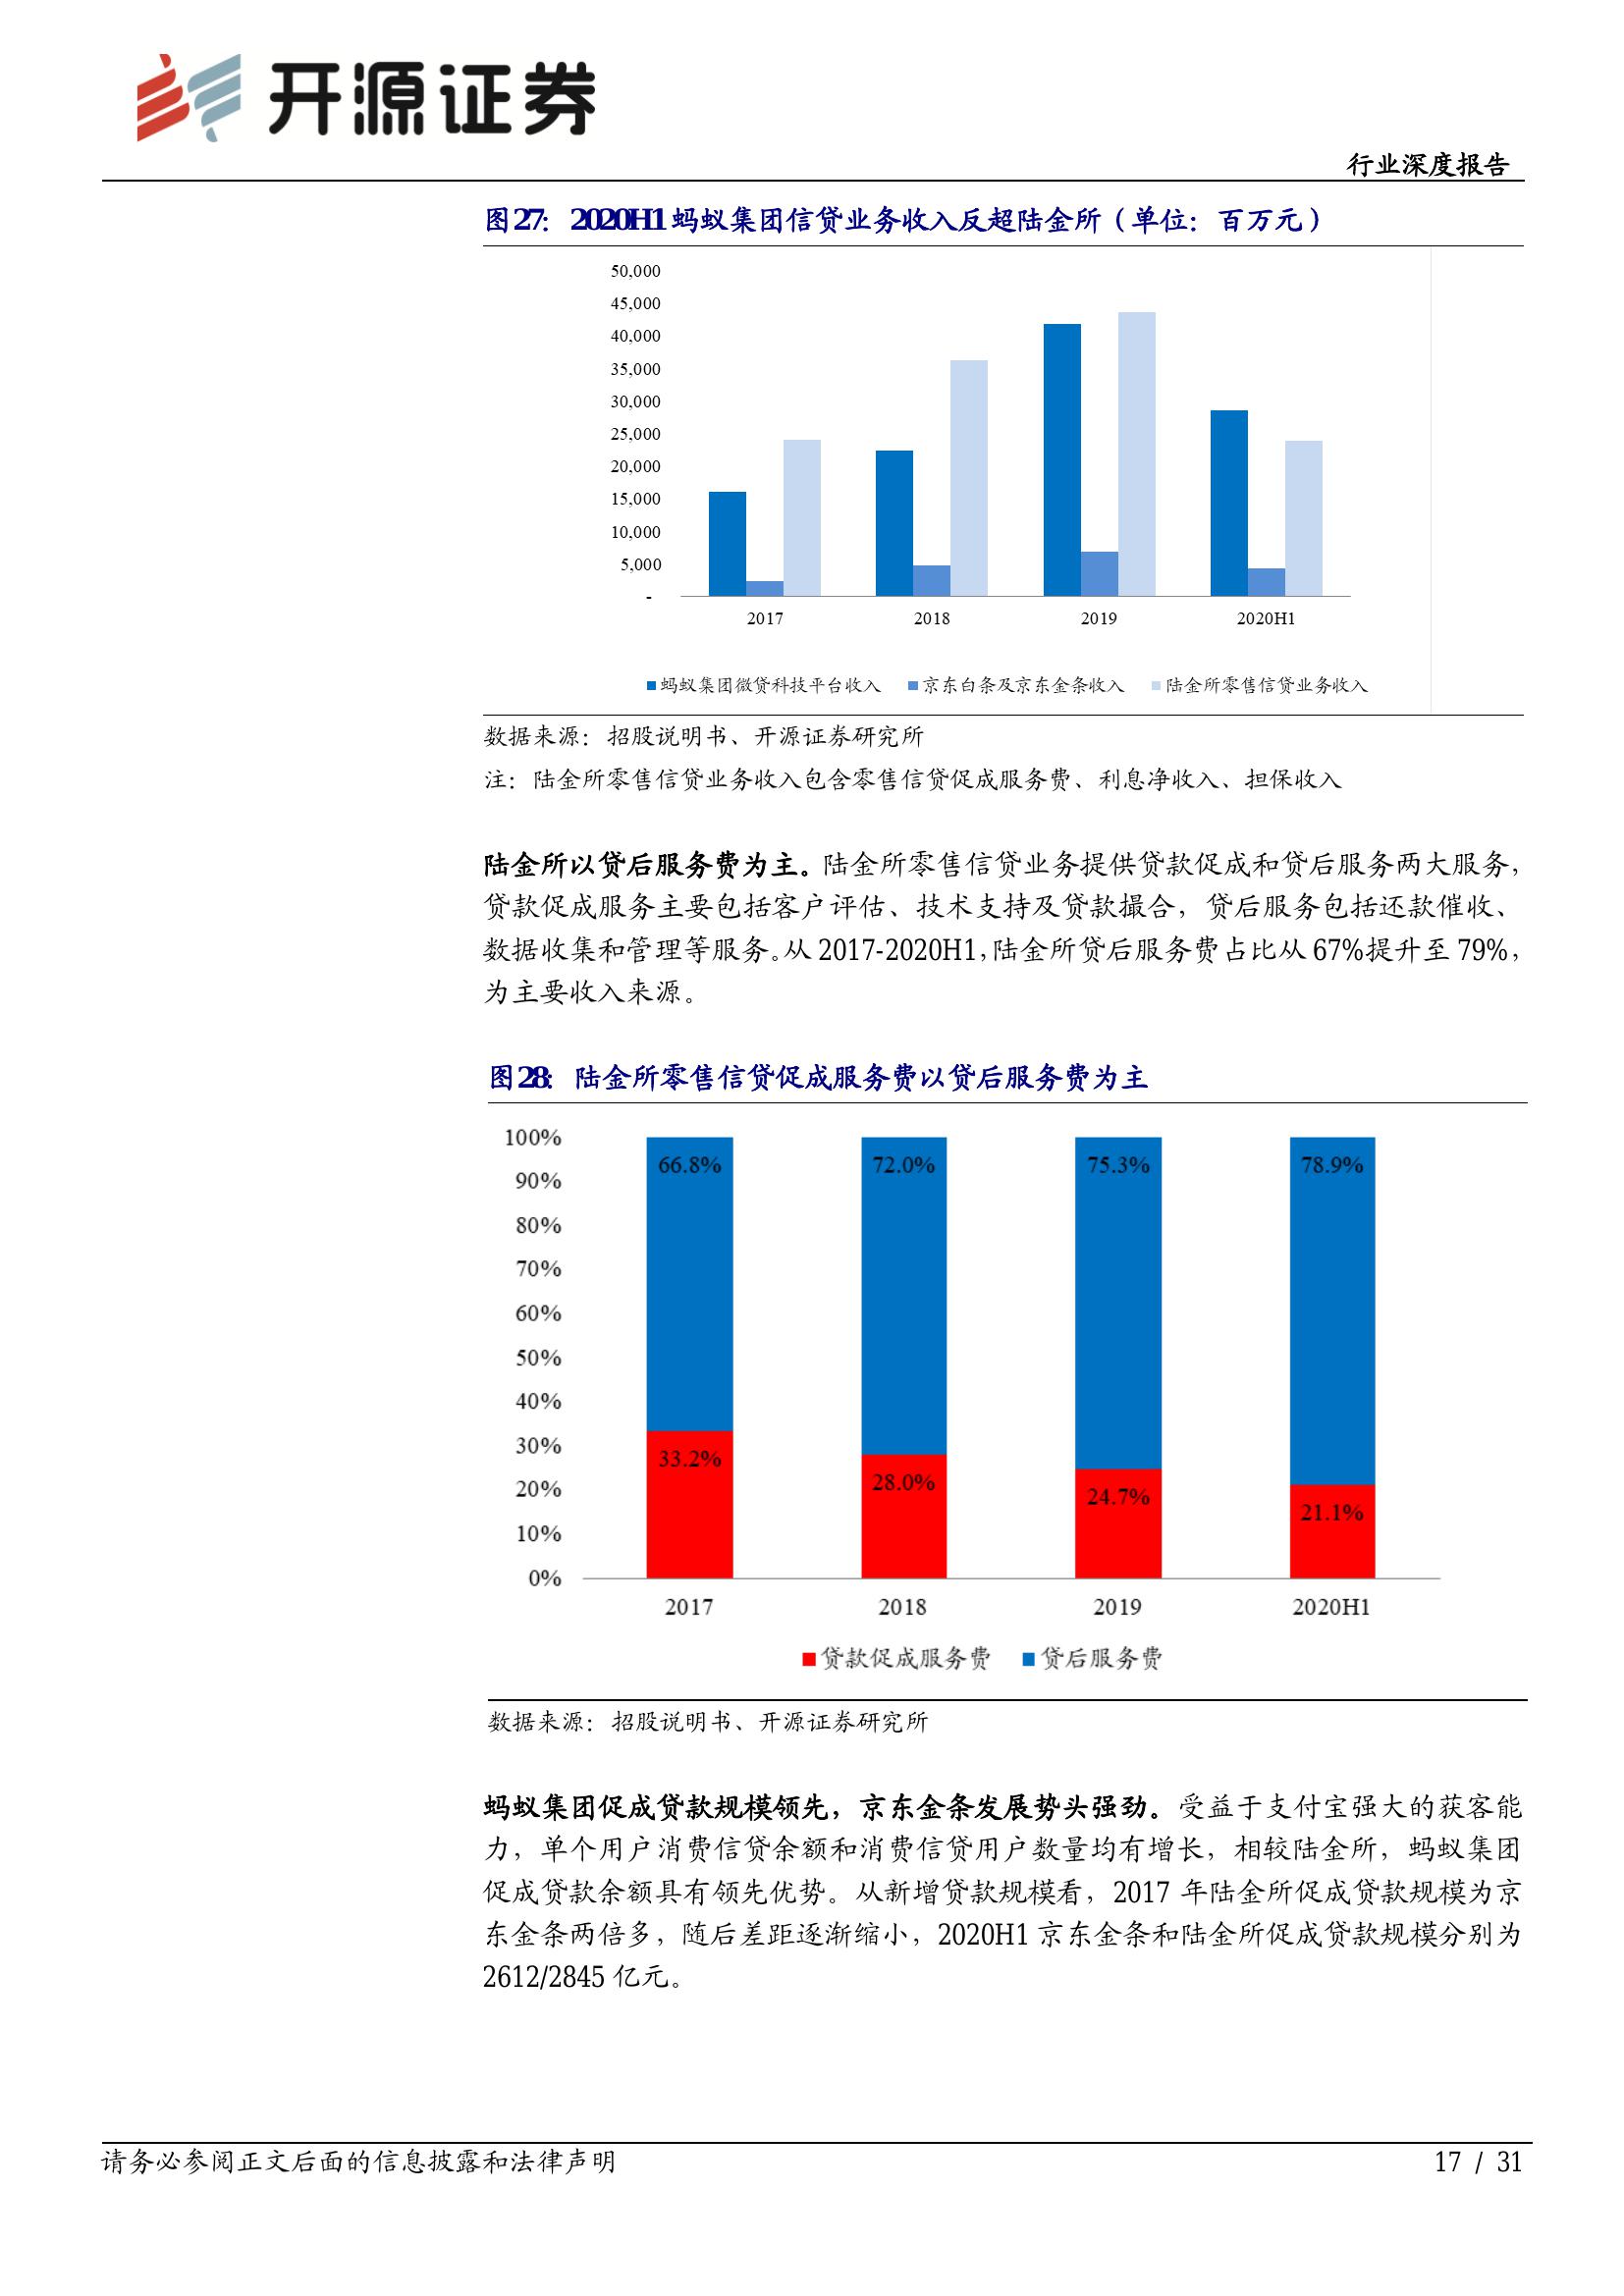 开源证券
行业深度报告
图27： 2020H1蚂蚁集团信贷业务收入反超陆金所（单位：百万元）
50,000
45,000
40,000
35,000
30,000
25,000
20,000
15,000
10,000
5,000
-
2017 2018 2019 2020H1
蚂蚁集团微贷科技平台收入 京东白条及京东金条收入 陆金所零售信贷业务收入
数据来源：招股说明书、开源证券研究所
注：陆金所零售信贷业务收入包含零售信贷促成服务费、利息净收入、担保收入
陆金所以贷后服务费为主。陆金所零售信贷业务提供贷款促成和贷后服务两大服务，
贷款促成服务主要包括客户评估、技术支持及贷款撮合，贷后服务包括还款催收、
数据收集和管理等服务。从2017-2020H1，陆金所贷后服务费占比从67%提升至79%，
为主要收入来源。
图28： 陆金所零售信贷促成服务费以贷后服务费为主
100%
66.8% 72.0% 75.3% 78.9%
90%
80%
70%
60%
50%
40%
30%
33.2% 28.0% 24.7% 21.1%
20%
10%
0%
2017 2018 2019 2020H1
贷款促成服务费 贷后服务费
数据来源：招股说明书、开源证券研究所
蚂蚁集团促成贷款规模领先，京东金条发展势头强劲。受益于支付宝强大的获客能
力，单个用户消费信贷余额和消费信贷用户数量均有增长，相较陆金所，蚂蚁集团
促成贷款余额具有领先优势。从新增贷款规模看，2017 年陆金所促成贷款规模为京
东金条两倍多，随后差距逐渐缩小，2020H1 京东金条和陆金所促成贷款规模分别为
2612/2845 亿元。
请务必参阅正文后面的信息披露和法律声明
17 / 31